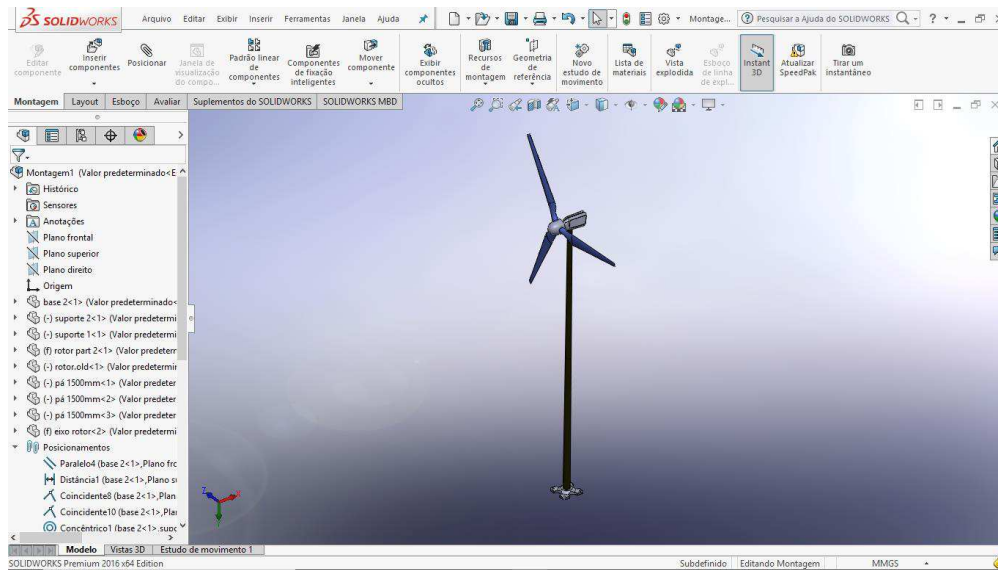 SOLIDWORKS Arquivo Editar Exibir Inserir Ferramentas Janela Ajuda Montage... Pesquisar a Ajuda do SOLIDWORKS ?
Editar componente
Inserir componentes
Posicionar
Janela de visualização do compo...
Padrão linear de componentes
Componentes de fixação inteligentes
Mover componente
Exibir componentes ocultos
Recursos de montagem
Geometria de referência
Novo estudo de movimento
Lista de materiais
Vista explodida
Esboço de linha de expl...
Instant 3D
Atualizar SpeedPak
Tirar um instantâneo
Montagem Layout Esboço Avaliar Suplementos do SOLIDWORKS SOLIDWORKS MBD
Montagem1 (Valor predeterminado<E
Histórico
Sensores
Anotações
Plano frontal
Plano superior
Plano direito
Origem
base 2<1> (Valor predeterminado<
(-) suporte 2<1> (Valor predetermi
(-) suporte 1<1> (Valor predetermi
(f) rotor part 2<1> (Valor predeterr
(-) rotor.old<1> (Valor predetermir
(-) pá 1500mm<1> (Valor predeter
(-) pá 1500mm<2> (Valor predeter
(-) pá 1500mm<3> (Valor predeter
(f) eixo rotor<2> (Valor predetermi
Posicionamentos
Paralelo4 (base 2<1>,Plano frc
Distância1 (base 2<1>,Plano su
Coincidente8 (base 2<1>,Plan
Coincidente10 (base 2<1>,Plar
Concêntrico1 (base 2<1>,supc
Z X Y
Modelo Vistas 3D Estudo de movimento 1
SOLIDWORKS Premium 2016 x64 Edition Subdefinido Editando Montagem MMGS